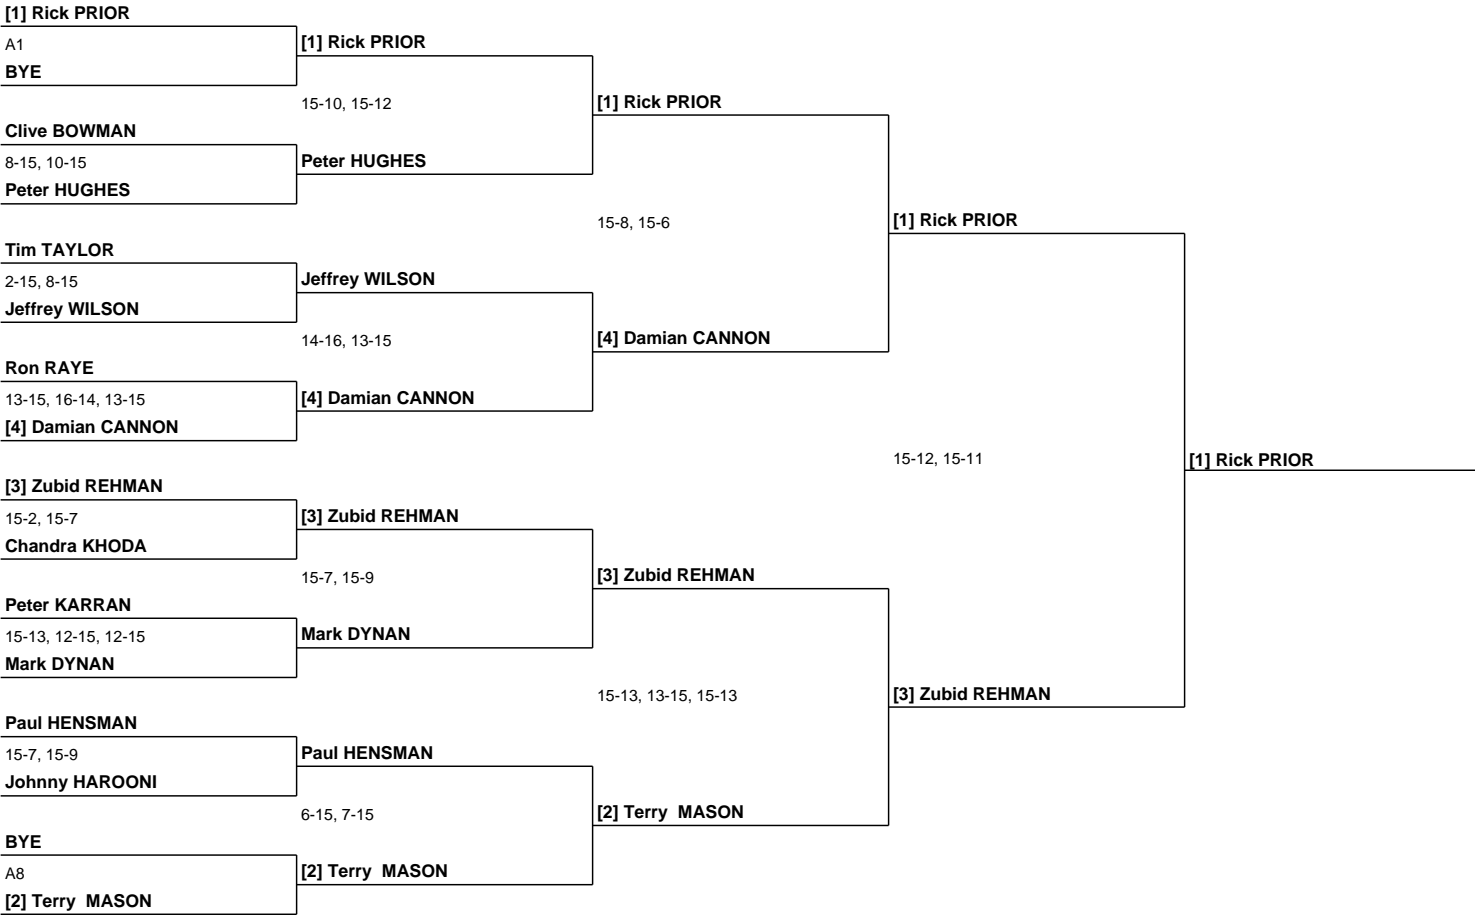 [1] Rick PRIOR
A1
BYE
Clive BOWMAN
8-15, 10-15
Peter HUGHES
Tim TAYLOR
2-15, 8-15
Jeffrey WILSON
Ron RAYE
13-15, 16-14, 13-15
[4] Damian CANNON
[3] Zubid REHMAN
15-2, 15-7
Chandra KHODA
Peter KARRAN
15-13, 12-15, 12-15
Mark DYNAN
Paul HENSMAN
15-7, 15-9
Johnny HAROONI
BYE
A8
[2] Terry  MASON
[1] Rick PRIOR
15-10, 15-12
Peter HUGHES
Jeffrey WILSON
14-16, 13-15
[4] Damian CANNON
[3] Zubid REHMAN
15-7, 15-9
Mark DYNAN
Paul HENSMAN
6-15, 7-15
[2] Terry  MASON
[1] Rick PRIOR
15-8, 15-6
[4] Damian CANNON
[3] Zubid REHMAN
15-13, 13-15, 15-13
[2] Terry  MASON
[1] Rick PRIOR
15-12, 15-11
[3] Zubid REHMAN
[1] Rick PRIOR